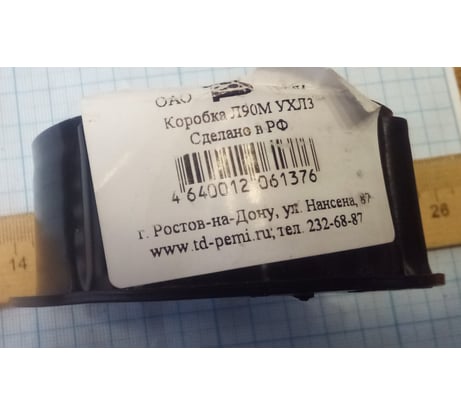 ОАО
Коробка Л90М УХЛ3
Сделано в РФ
4 640012 061376
г. Ростов-на-Дону, ул. Нансена, 87
www.td-pemi.ru, тел. 232-68-87
14
26